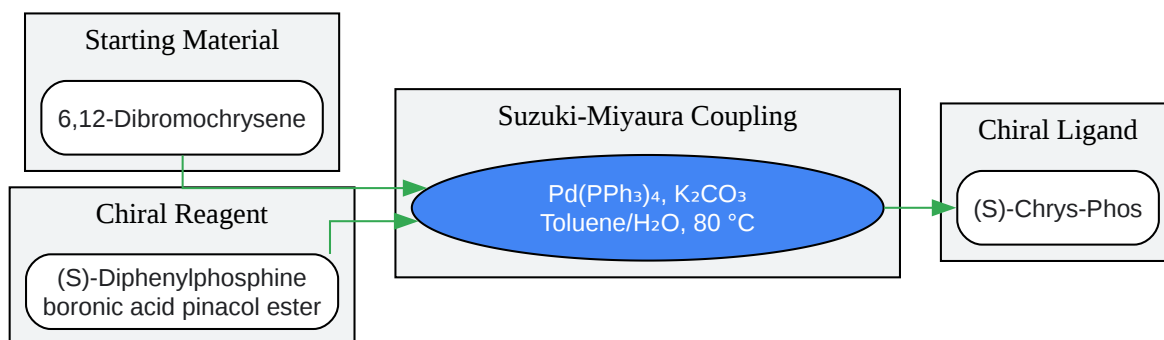 Starting Material
6,12-Dibromochrysene
Chiral Reagent
(S)-Diphenylphosphine
boronic acid pinacol ester
Suzuki-Miyaura Coupling
Pd(PPh₃)₄, K₂CO₃
Toluene/H₂O, 80 °C
Chiral Ligand
(S)-Chrys-Phos